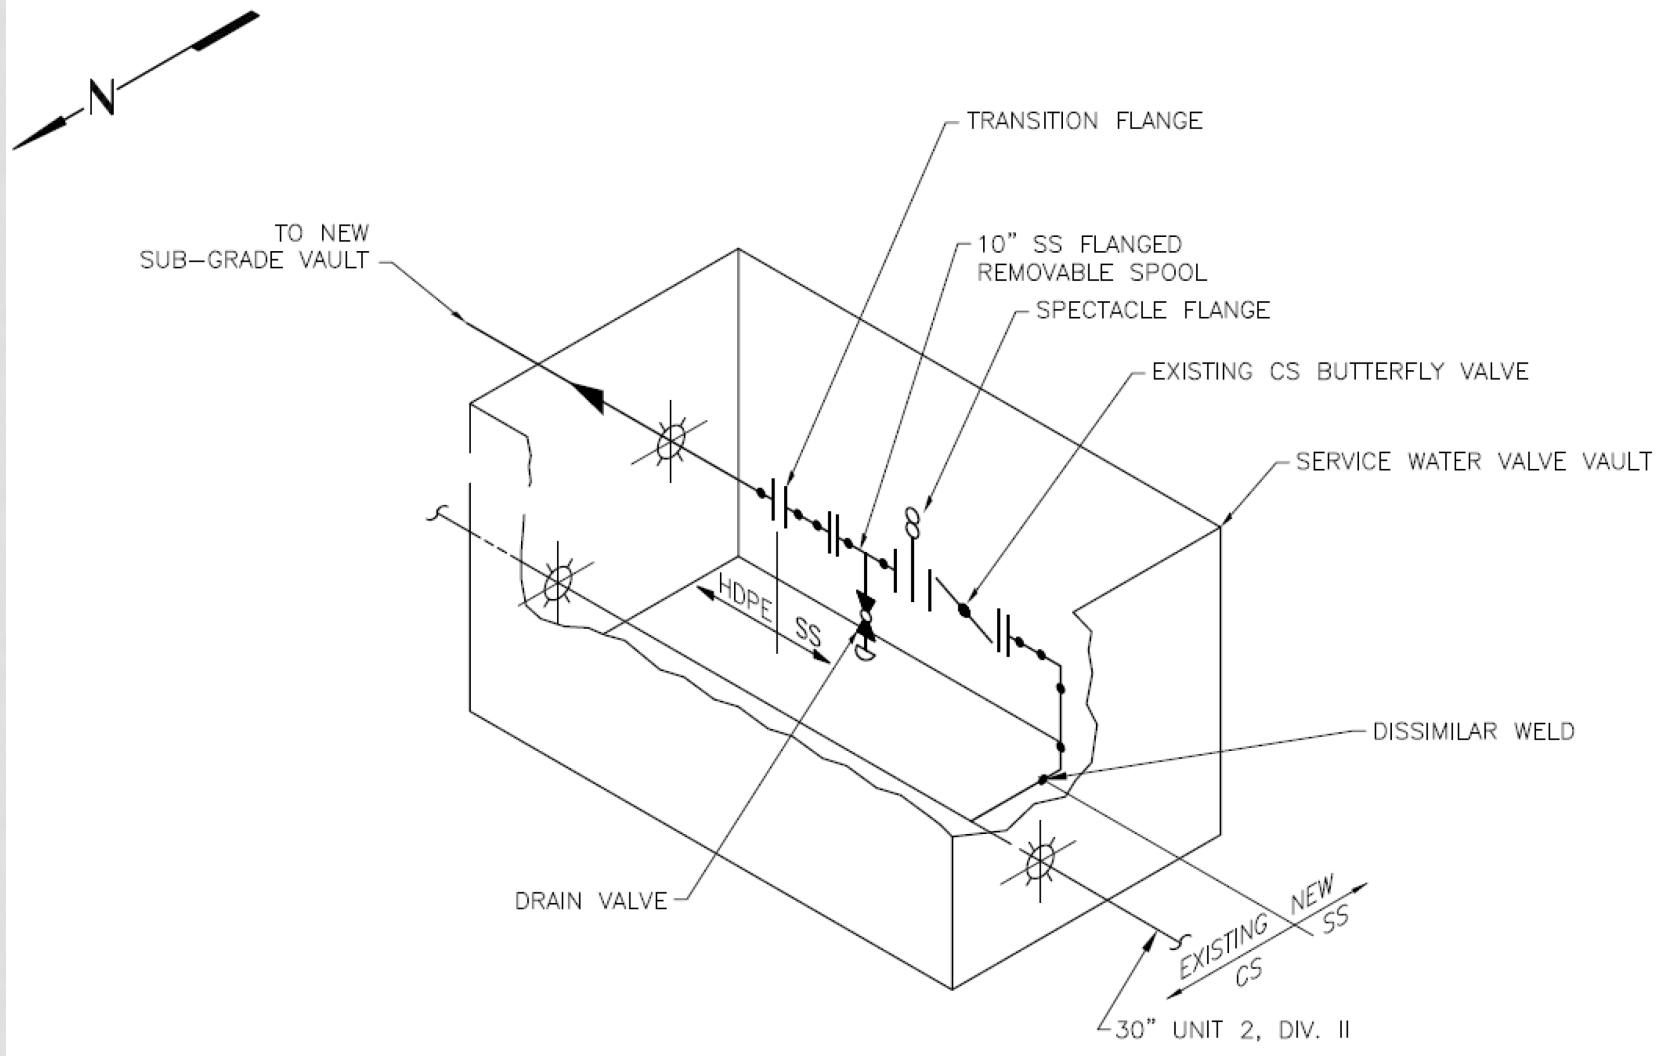 N
TRANSITION FLANGE
TO NEW
SUB-GRADE VAULT
10" SS FLANGED
REMOVABLE SPOOL
SPECTACLE FLANGE
EXISTING CS BUTTERFLY VALVE
SERVICE WATER VALVE VAULT
HDPE SS
DISSIMILAR WELD
DRAIN VALVE
EXISTING NEW
CS SS
30" UNIT 2, DIV. II